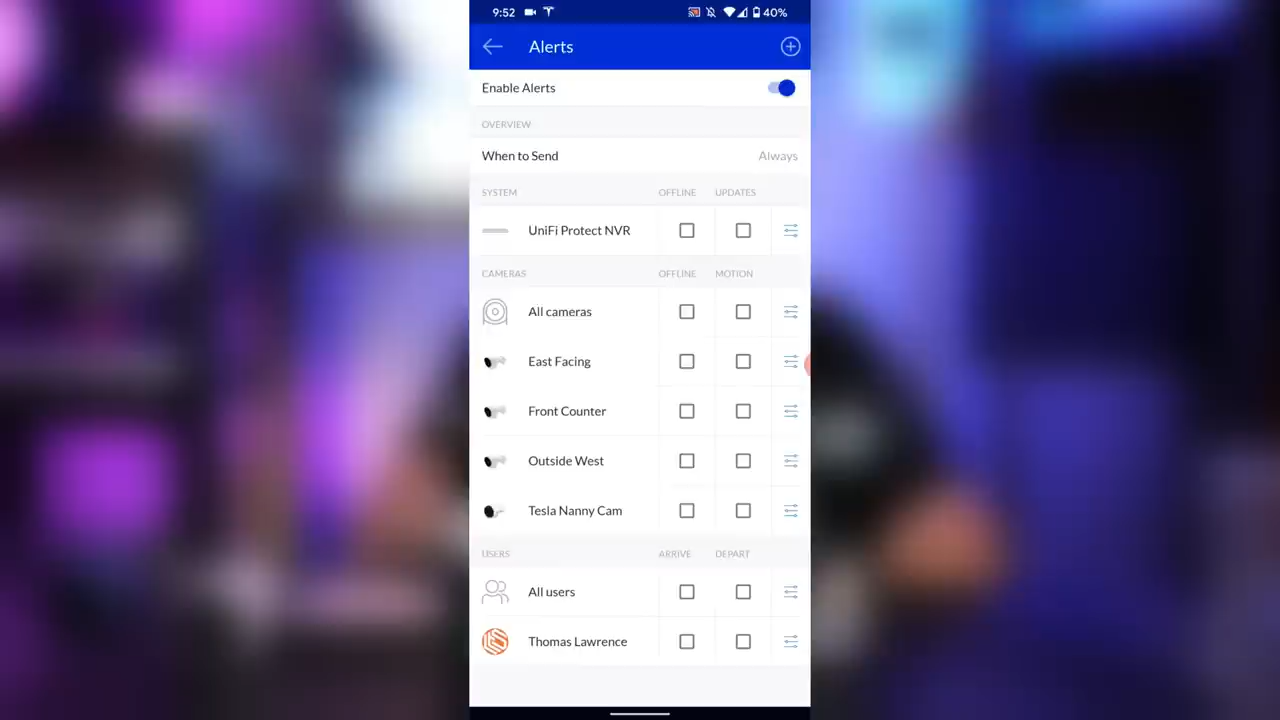 9:52 40%
Alerts
Enable Alerts
OVERVIEW
When to Send Always
SYSTEM OFFLINE UPDATES
UniFi Protect NVR
CAMERAS OFFLINE MOTION
All cameras
East Facing
Front Counter
Outside West
Tesla Nanny Cam
USERS ARRIVE DEPART
All users
Thomas Lawrence